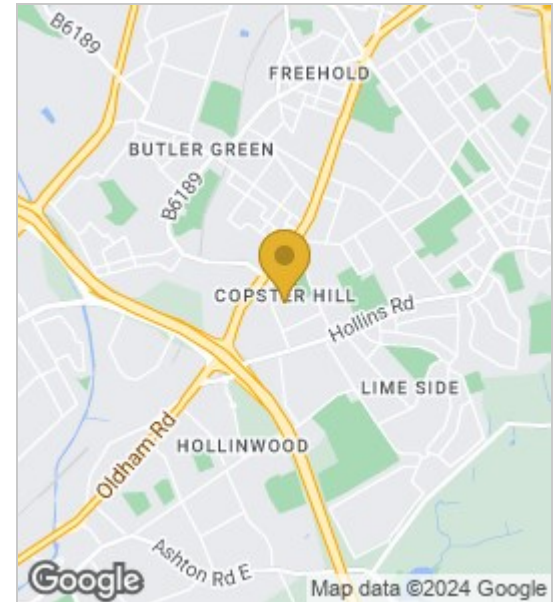 B6189
FREEHOLD
BUTLER GREEN
B6189
COPSTER HILL
Hollins Rd
LIME SIDE
HOLLINWOOD
Oldham Rd
Ashton Rd E
Google
Map data ©2024 Google